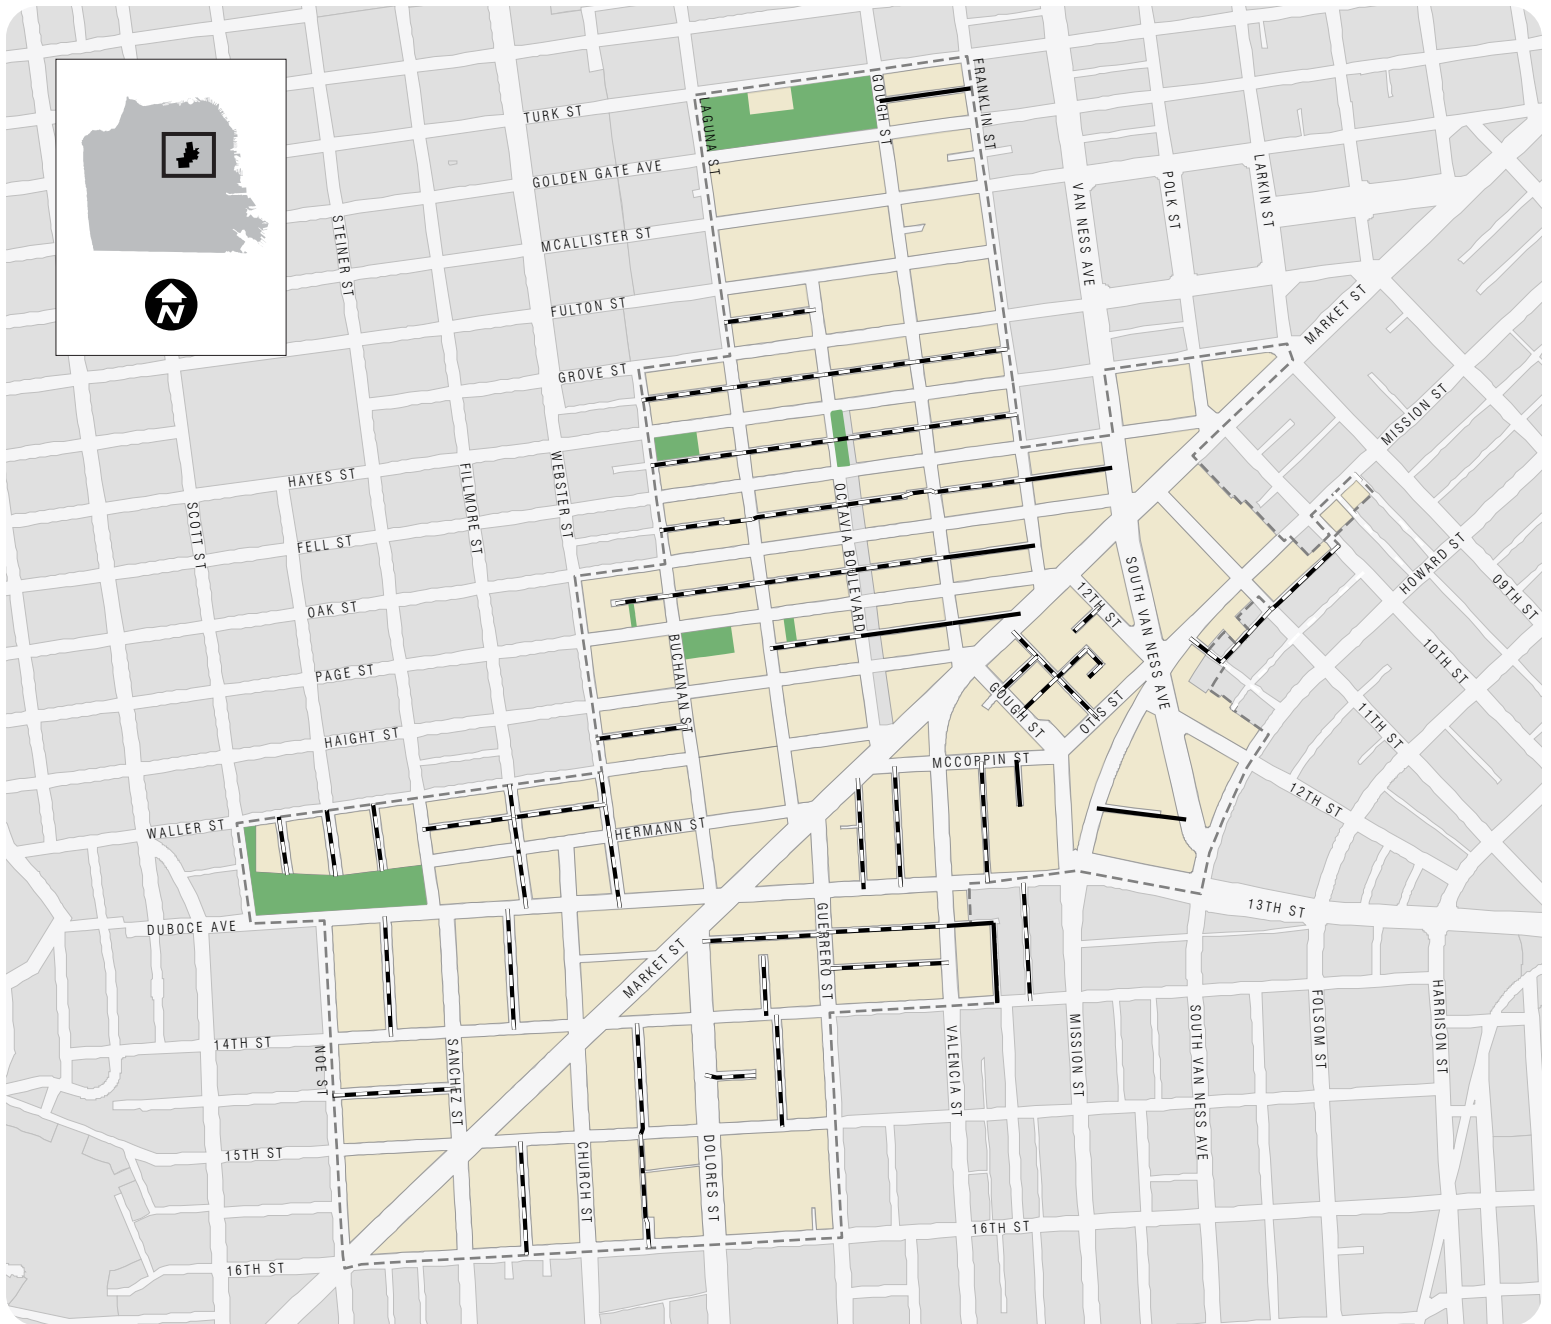 TURK ST
GOLDEN GATE AVE
MCALLISTER ST
FULTON ST
GROVE ST
HAYES ST
FELL ST
OAK ST
PAGE ST
HAIGHT ST
WALLER ST
HERMANN ST
DUBOCE AVE
14TH ST
15TH ST
16TH ST
N
STEINER ST
SCOTT ST
FILLMORE ST
WEBSTER ST
BUCHANAN ST
LAGUNA ST
OCTAVIA BOULEVARD
GOUGH ST
FRANKLIN ST
VAN NESS AVE
POLK ST
LARKIN ST
MARKET ST
MISSION ST
HOWARD ST
09TH ST
10TH ST
11TH ST
12TH ST
12TH ST
SOUTH VAN NESS AVE
GOUGH ST
OTIS ST
MCCOPPIN ST
13TH ST
MARKET ST
GUERRERO ST
NOE ST
SANCHEZ ST
CHURCH ST
DOLORES ST
VALENCIA ST
MISSION ST
SOUTH VAN NESS AVE
FOLSOM ST
HARRISON ST
16TH ST